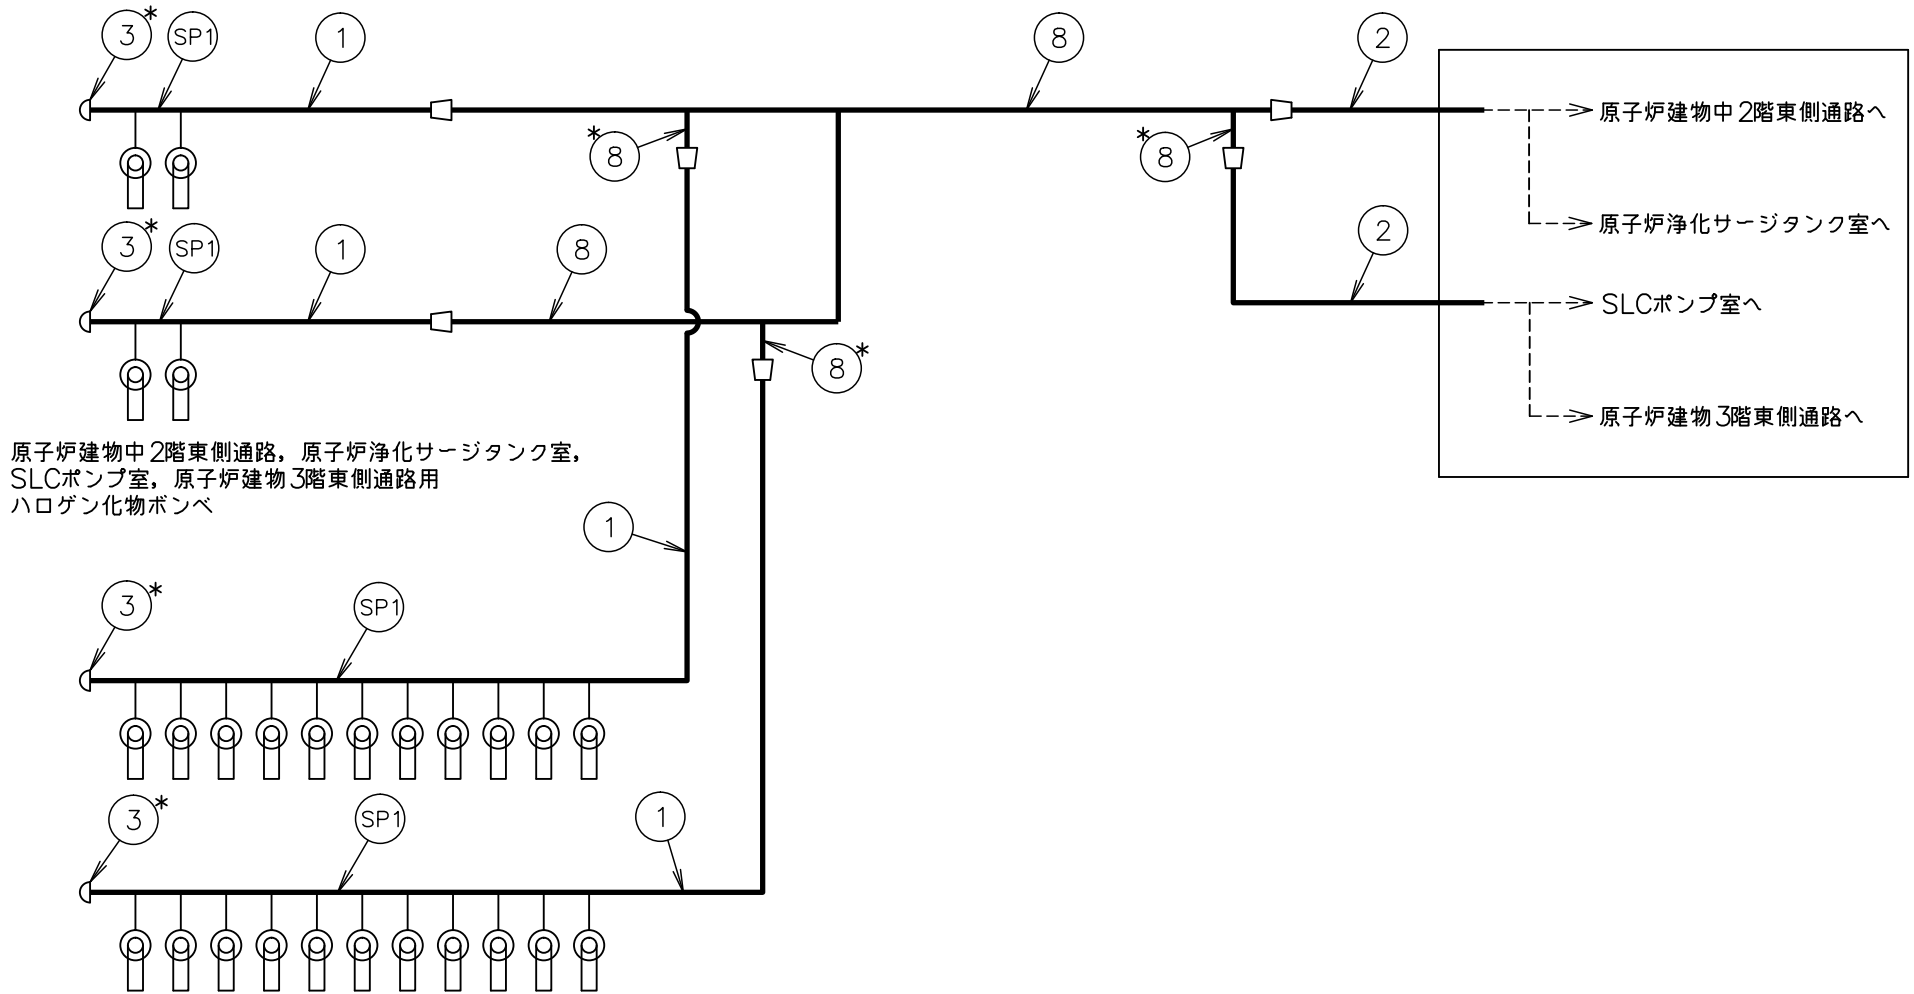 3* SP1 1 8 2
原子炉建物中2階東側通路へ
*8 *8
原子炉浄化サージタンク室へ
3* SP1 1 8 2
SLCポンプ室へ
8*
原子炉建物3階東側通路へ
原子炉建物中2階東側通路，原子炉浄化サージタンク室，
SLCポンプ室，原子炉建物3階東側通路用
ハロゲン化物ボンベ
1
3* SP1
3* SP1 1